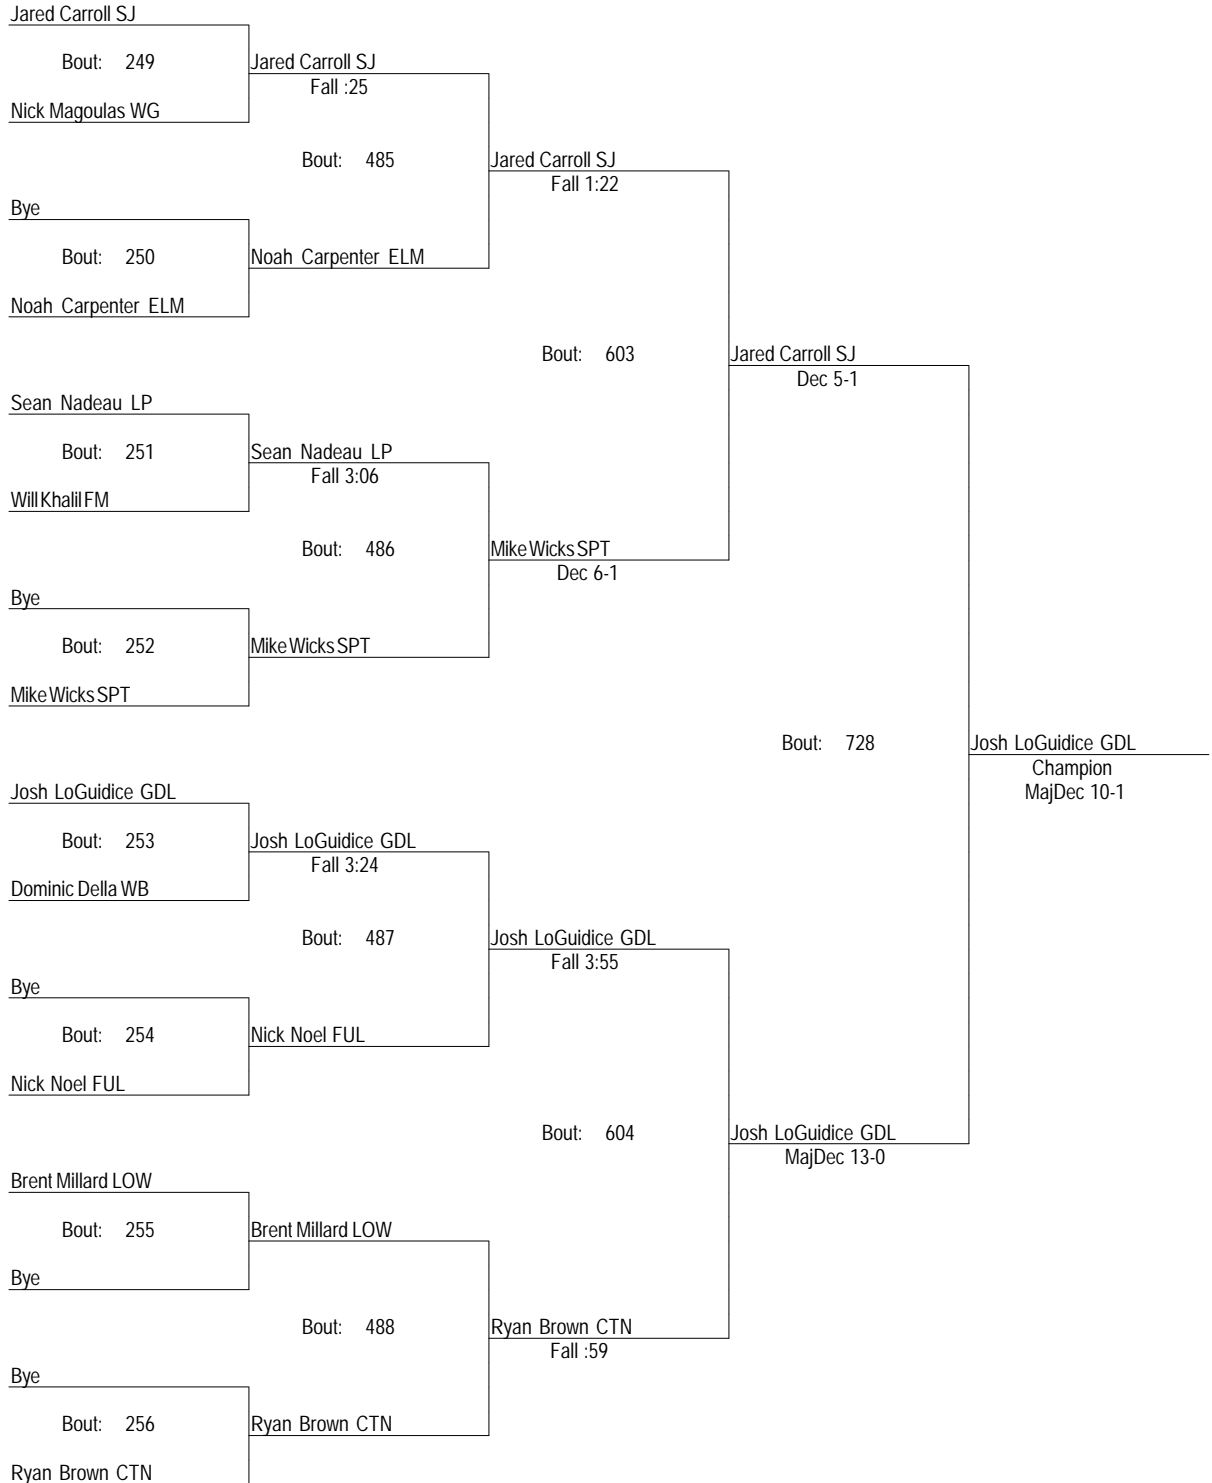 Jared Carroll SJ
Bout: 249
Jared Carroll SJ
Fall :25
Nick Magoulas WG
Bout: 485
Jared Carroll SJ
Fall 1:22
Bye
Bout: 250
Noah Carpenter ELM
Noah Carpenter ELM
Bout: 603
Jared Carroll SJ
Dec 5-1
Sean Nadeau LP
Bout: 251
Sean Nadeau LP
Fall 3:06
Will Khalil FM
Bout: 486
Mike Wicks SPT
Dec 6-1
Bye
Bout: 252
Mike Wicks SPT
Mike Wicks SPT
Bout: 728
Josh LoGuidice GDL
Champion
MajDec 10-1
Josh LoGuidice GDL
Bout: 253
Josh LoGuidice GDL
Fall 3:24
Dominic Della WB
Bout: 487
Josh LoGuidice GDL
Fall 3:55
Bye
Bout: 254
Nick Noel FUL
Nick Noel FUL
Bout: 604
Josh LoGuidice GDL
MajDec 13-0
Brent Millard LOW
Bout: 255
Brent Millard LOW
Bye
Bout: 488
Ryan Brown CTN
Fall :59
Bye
Bout: 256
Ryan Brown CTN
Ryan Brown CTN